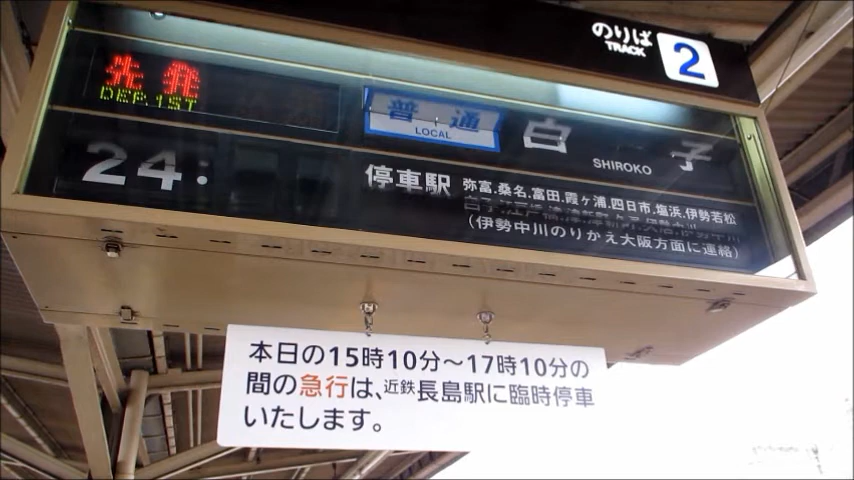 のりば
TRACK 2
先発
DEP.1ST
普通
LOCAL
白子
SHIROKO
24:
停車駅
弥富、桑名、富田、霞ヶ浦、四日市、塩浜、伊勢若松
(伊勢中川のりかえ大阪方面に連絡)
本日の15時10分～17時10分の
間の急行は、近鉄長島駅に臨時停車
いたします。